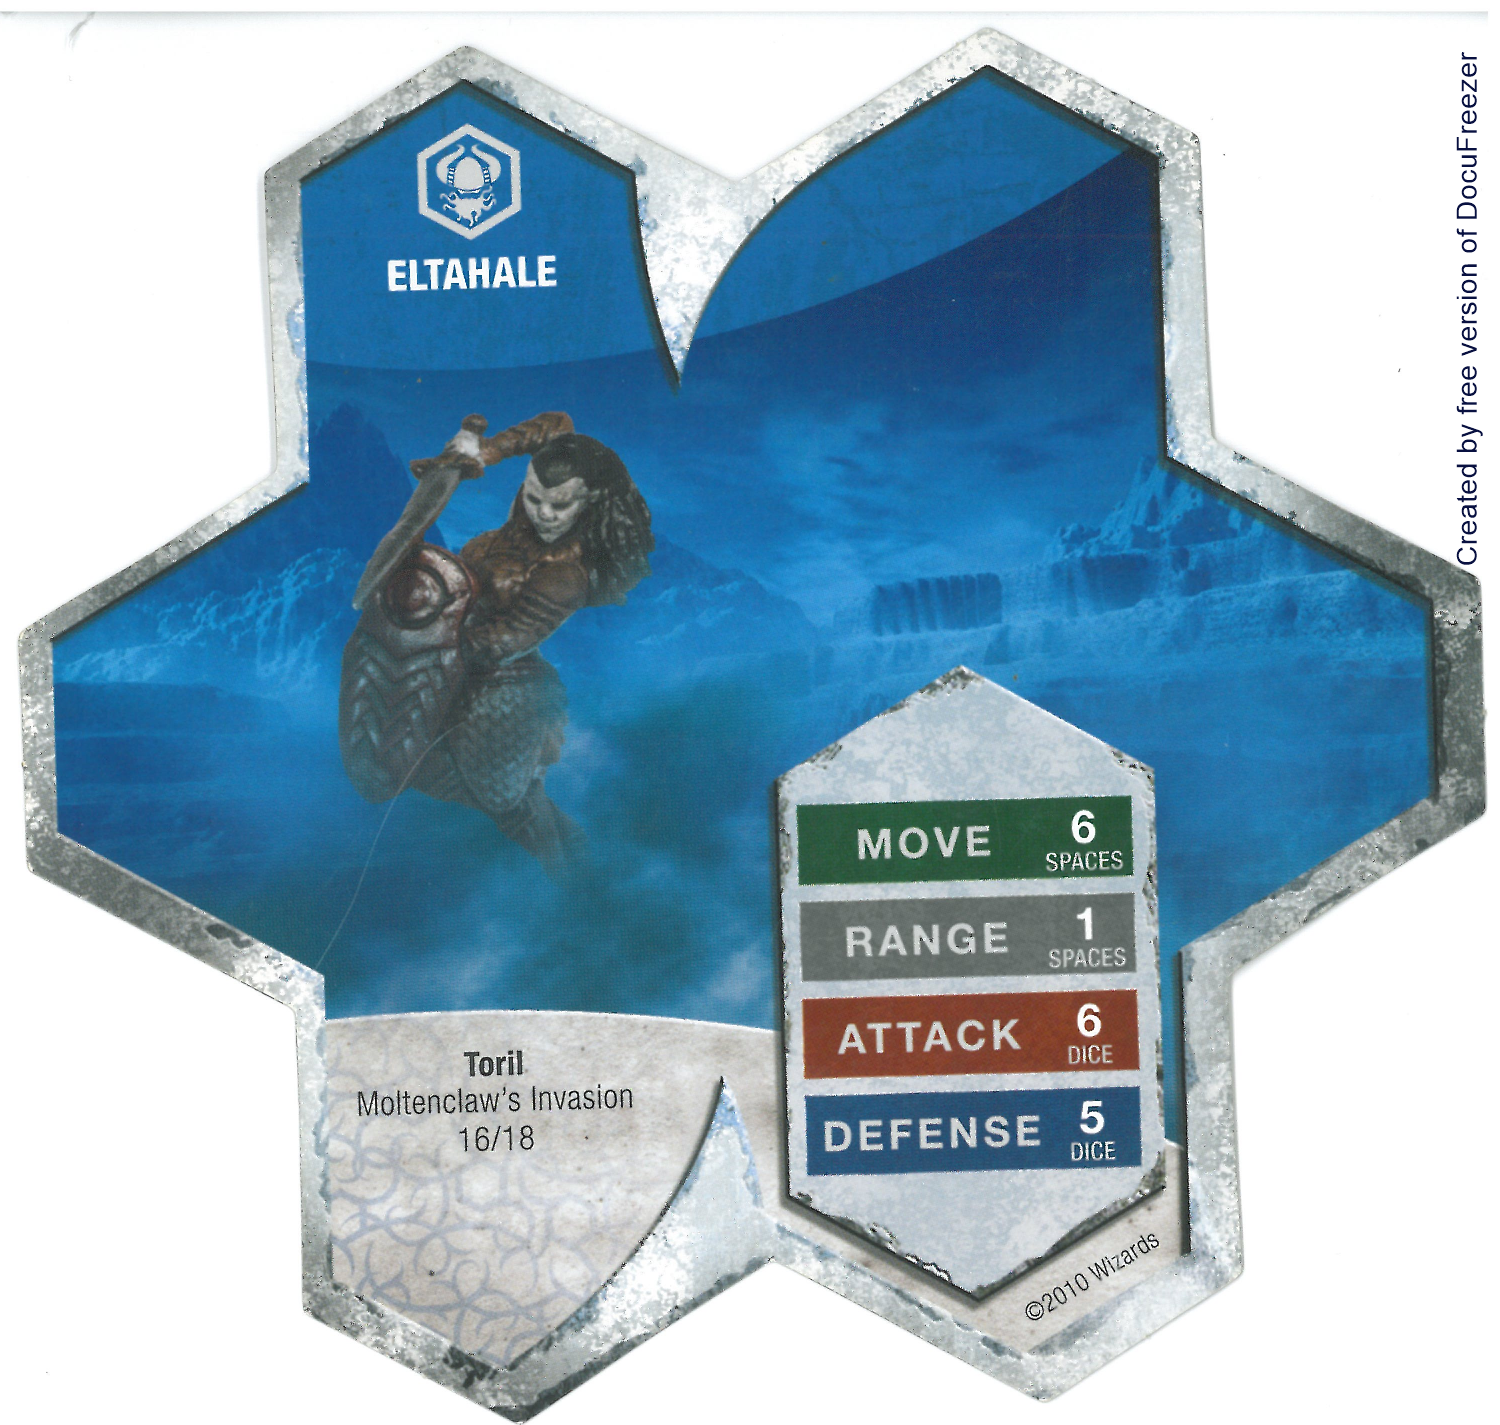 ELTAHALE
MOVE 6 SPACES
RANGE 1 SPACES
ATTACK 6 DICE
DEFENSE 5 DICE
Toril
Moltenclaw's Invasion
16/18
©2010 Wizards
Created by free version of DocuFreezer